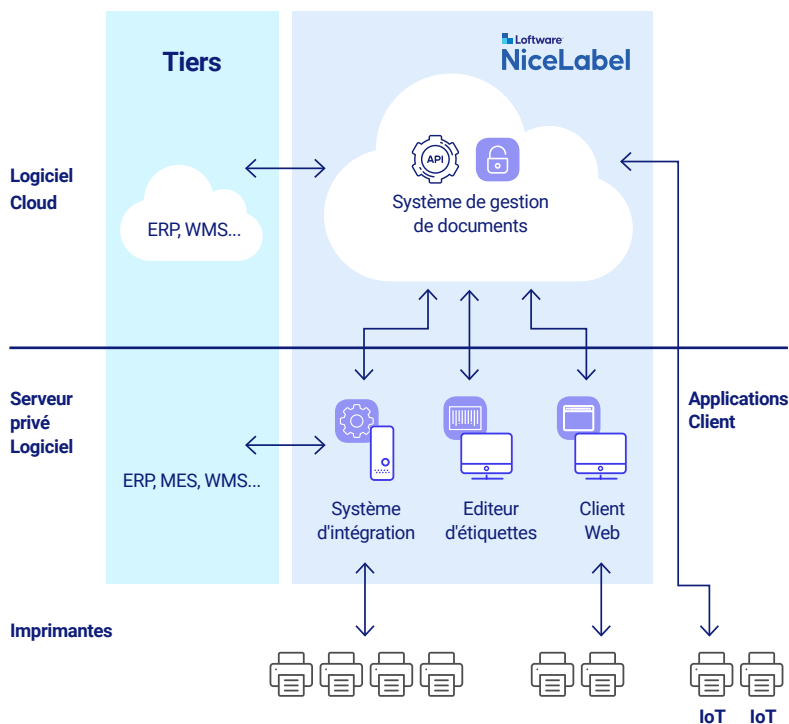 Tiers
Loftware
NiceLabel
API
Logiciel
Cloud
Système de gestion
de documents
ERP, WMS...
Serveur
privé
Logiciel
Applications
Client
ERP, MES, WMS...
Système
d'intégration
Editeur
d'étiquettes
Client
Web
Imprimantes
IoT
IoT